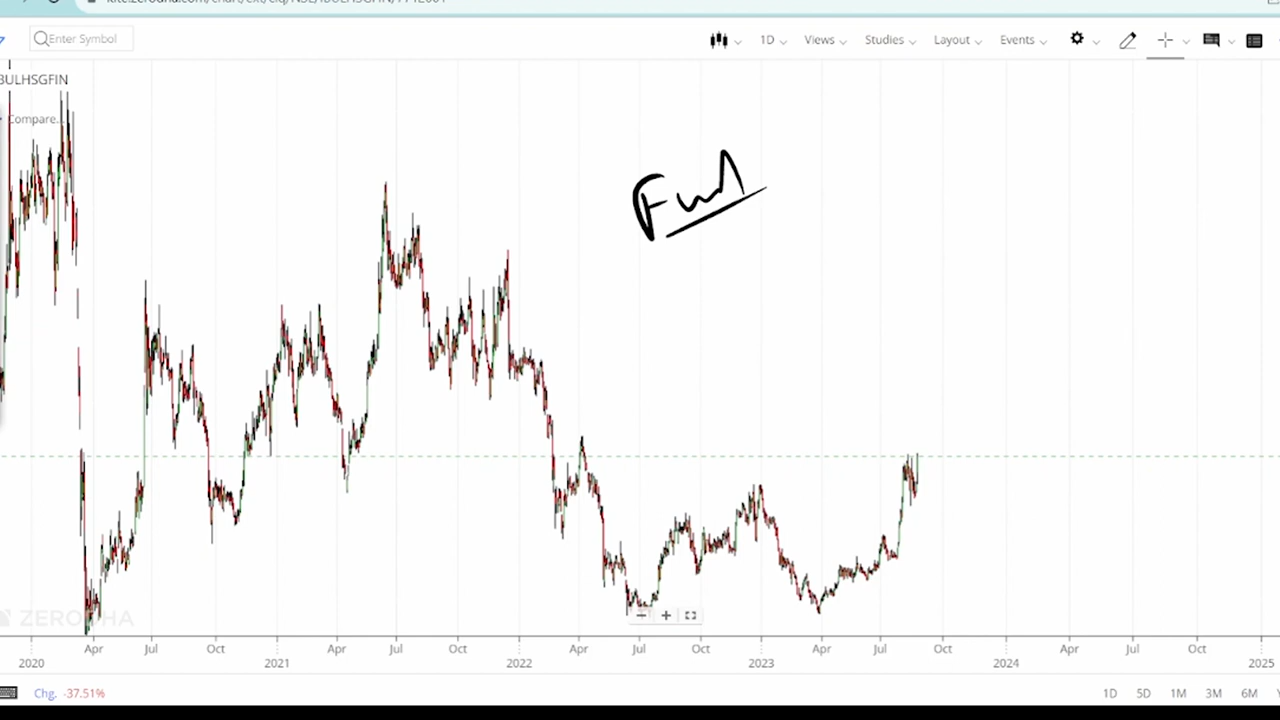 Enter Symbol
1D Views Studies Layout Events
BULHSGFIN
Compare...
ZERODHA
Apr Jul Oct Apr Jul Oct Apr Jul Oct Apr Jul Oct Apr Jul Oct
2020 2021 2022 2023 2024 2025
Chg. -37.51%
1D 5D 1M 3M 6M